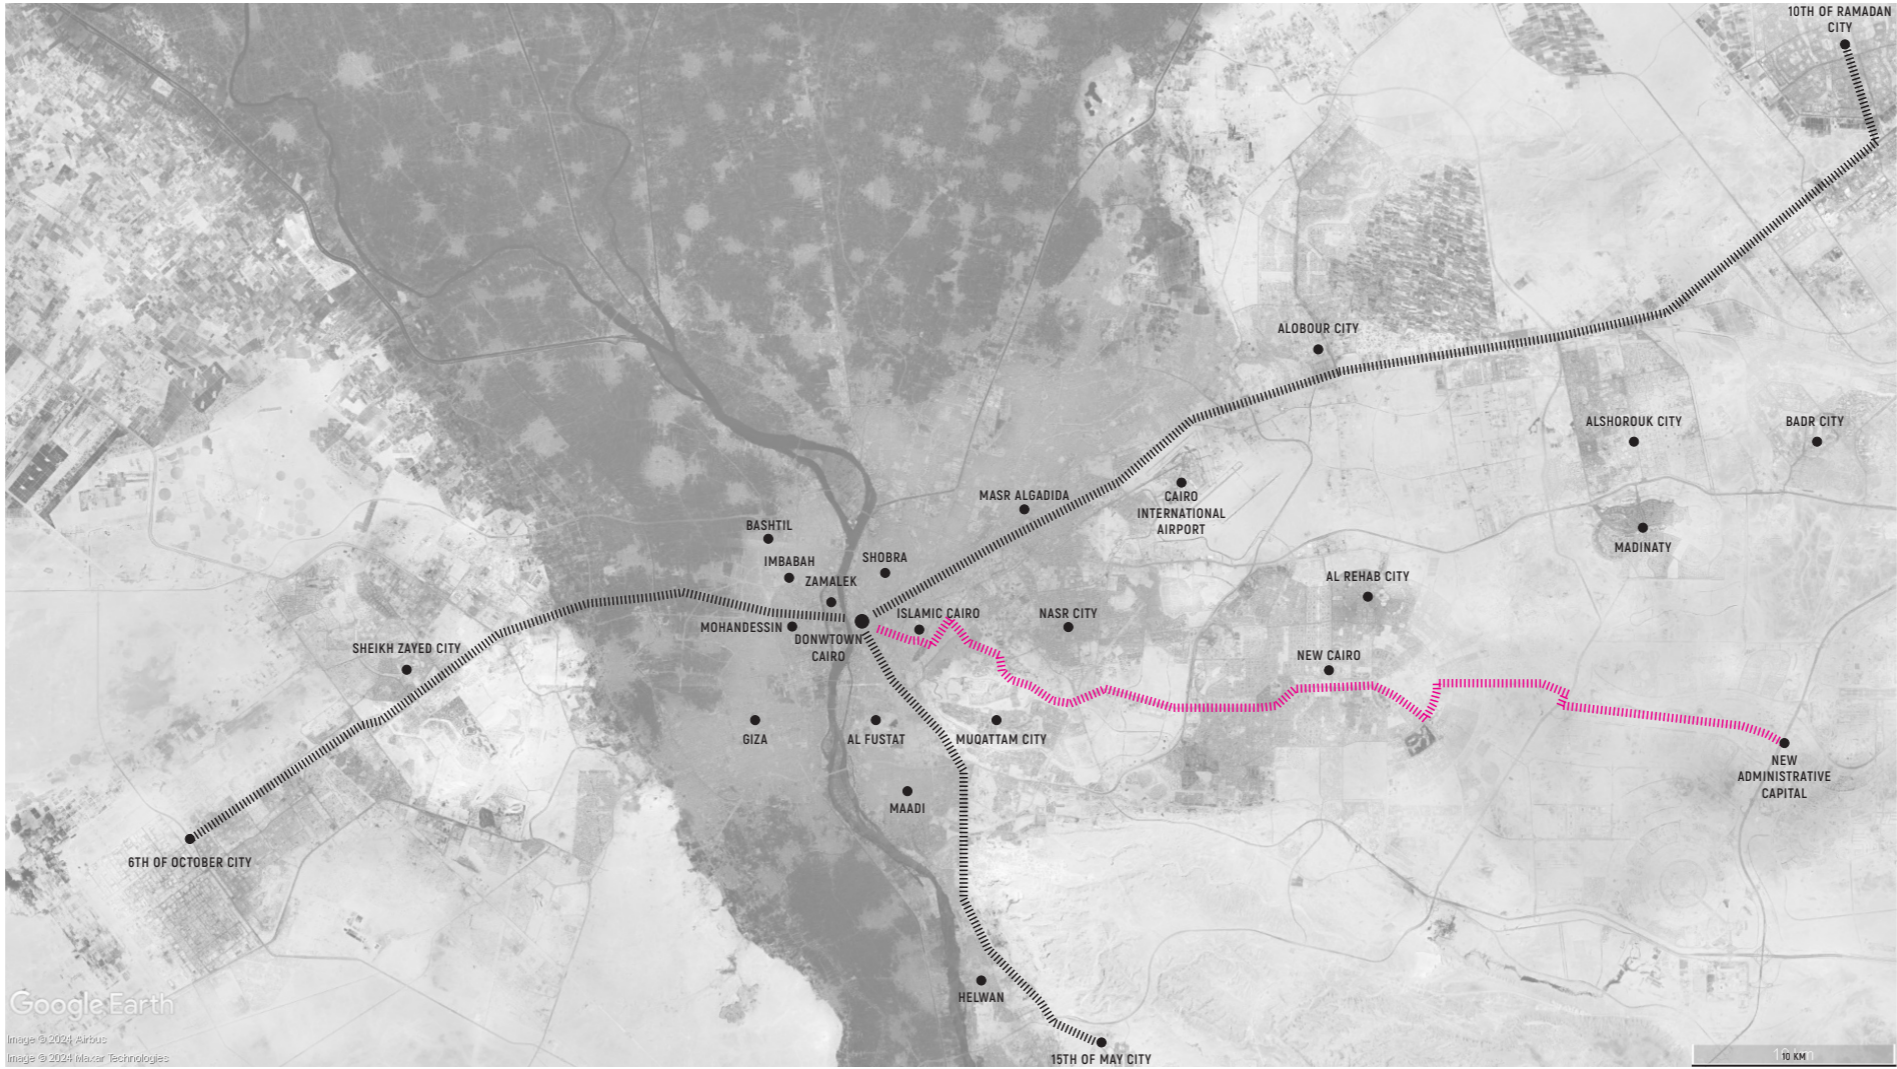 10TH OF RAMADAN
CITY
ALOBOUR CITY
ALSHOROUK CITY
BADR CITY
MASR ALGADIDA
CAIRO
INTERNATIONAL
AIRPORT
BASHTIL
MADINATY
IMBABAH
SHOBRA
ZAMALEK
AL REHAB CITY
ISLAMIC CAIRO
NASR CITY
MOHANDESSIN
DONWTOWN
CAIRO
SHEIKH ZAYED CITY
NEW CAIRO
GIZA
AL FUSTAT
MUQATTAM CITY
NEW
ADMINISTRATIVE
CAPITAL
MAADI
6TH OF OCTOBER CITY
HELWAN
Google Earth
Image © 2024 Airbus
Image © 2024 Maxar Technologies
15TH OF MAY CITY
10 KM